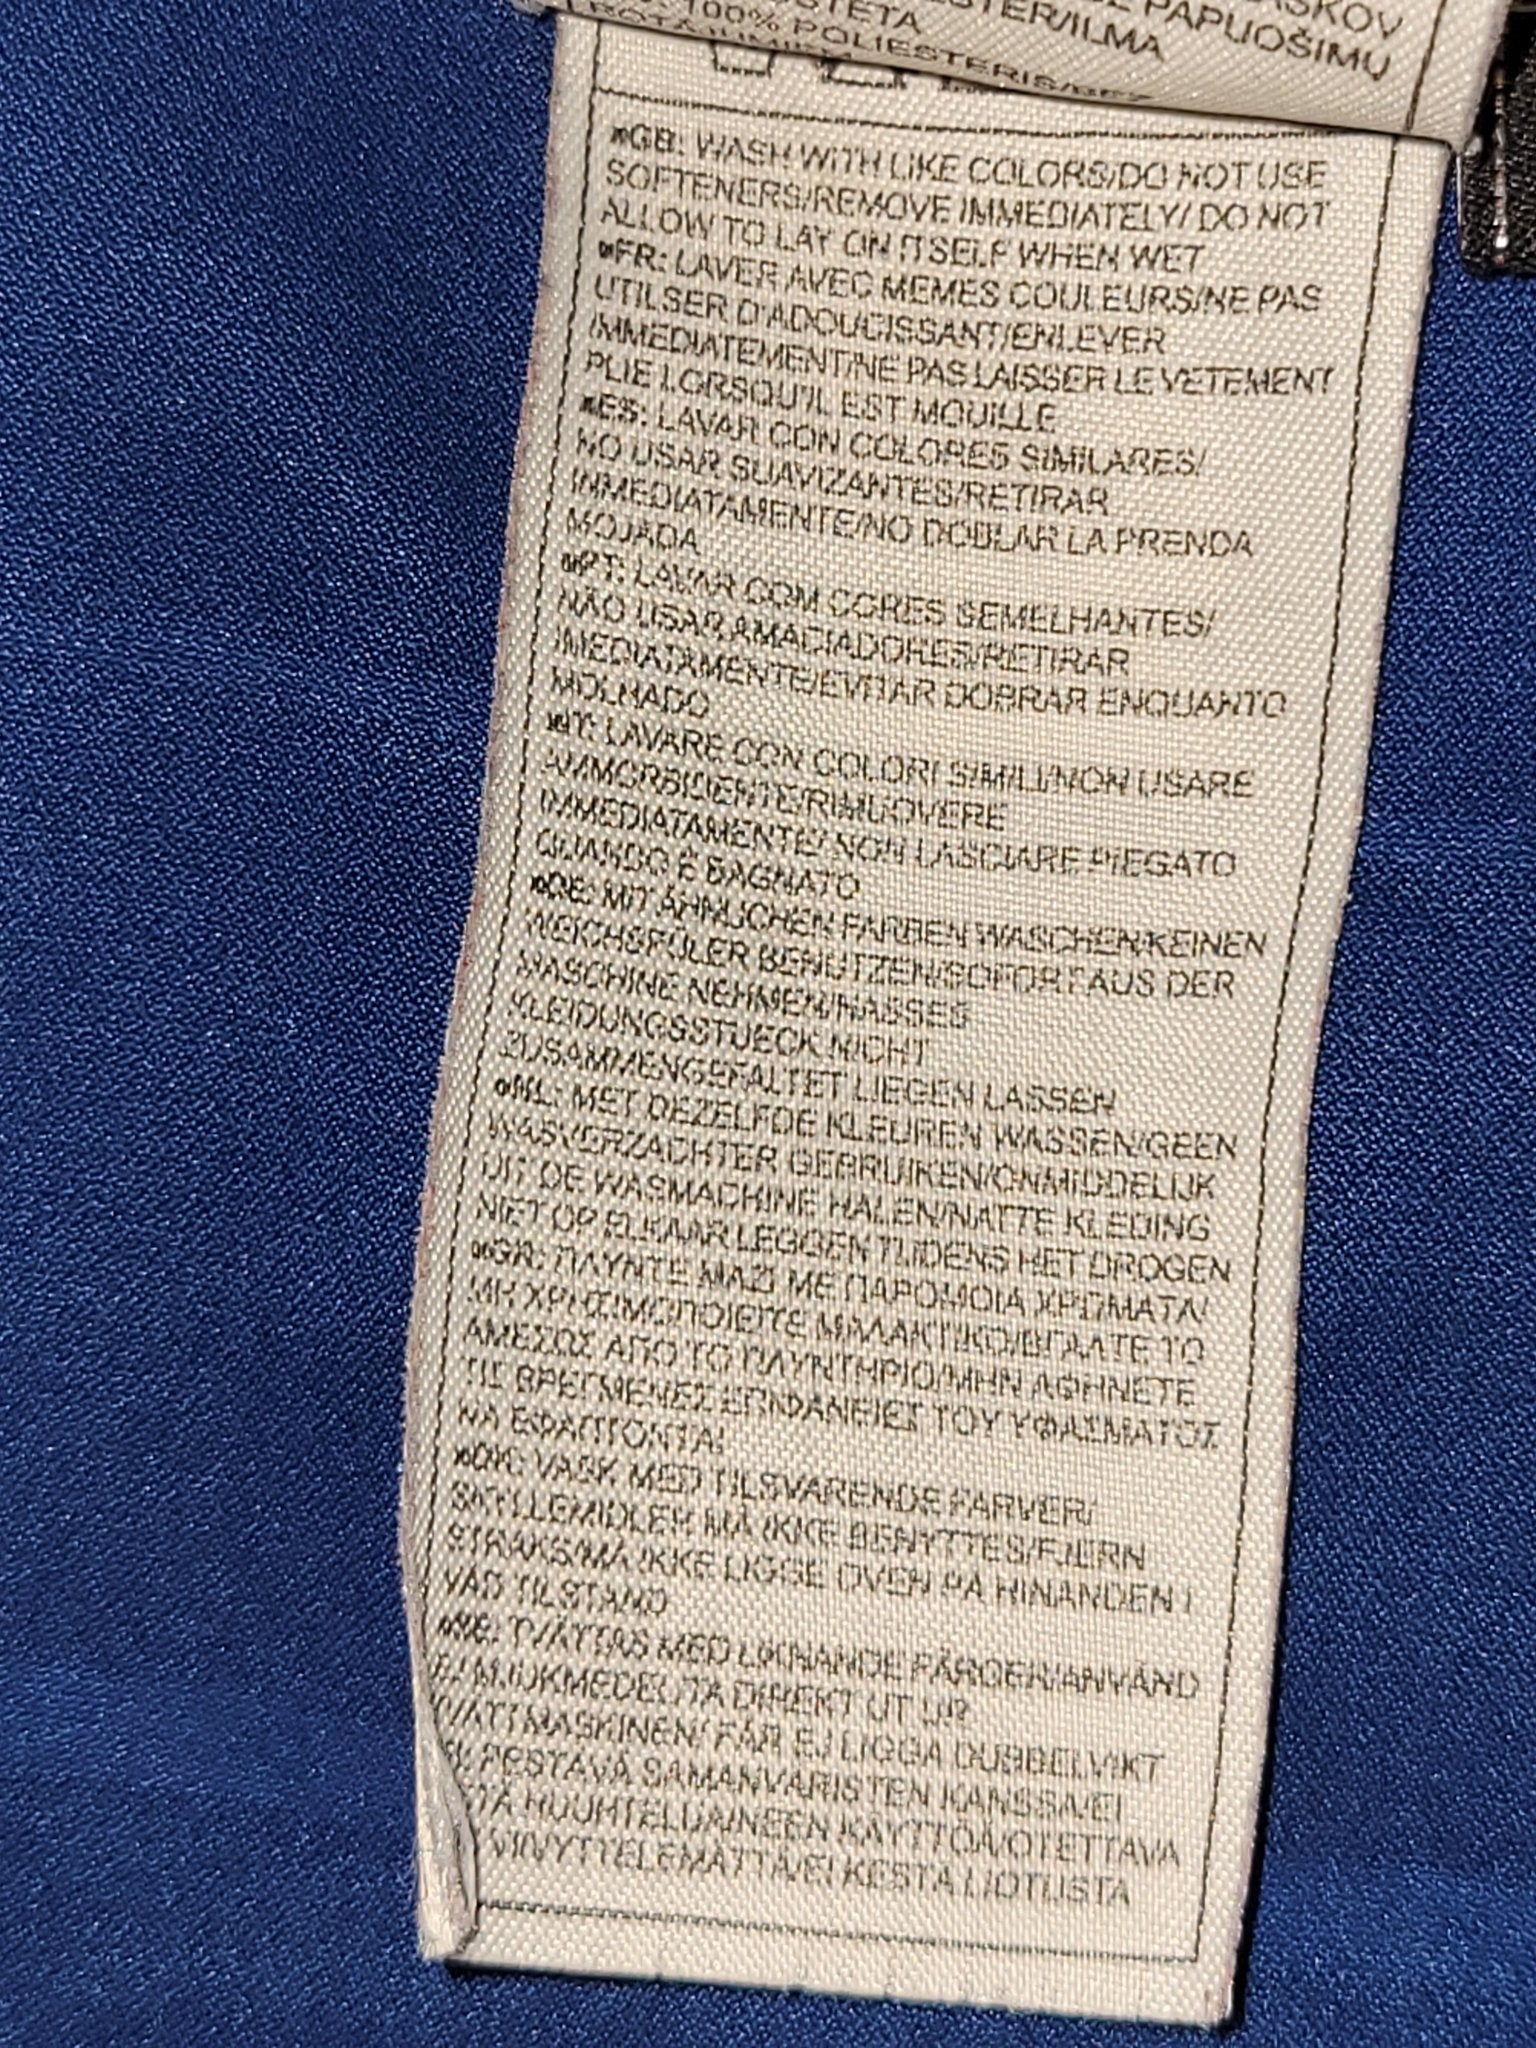 ASKOV
PAPUOŠIMŲ
OSTETA
ESTER/ILMA
100% POLIESTERIS/BEZ
GB: WASH WITH LIKE COLORS/DO NOT USE
SOFTENERS/REMOVE IMMEDIATELY/ DO NOT
ALLOW TO LAY ON ITSELF WHEN WET
FR: LAVER AVEC MEMES COULEURS/NE PAS
UTILSER D'ADOUCISSANT/ENLEVER
IMMEDIATEMENT/NE PAS LAISSER LE VETEMENT
PLIE LORSQU'IL EST MOUILLE
ES: LAVAR CON COLORES SIMILARES/
NO USAR SUAVIZANTES/RETIRAR
INMEDIATAMENTE/NO DOBLAR LA PRENDA
MOJADA
PT: LAVAR COM CORES SEMELHANTES/
NÃO USAR AMACIADORES/RETIRAR
IMEDIATAMENTE/EVITAR DOBRAR ENQUANTO
MOLHADO
IT: LAVARE CON COLORI SIMILI/NON USARE
AMMORBIDENTE/RIMUOVERE
IMMEDIATAMENTE/ NON LASCIARE PIEGATO
QUANDO È BAGNATO
DE: MIT ÄHNLICHEN FARBEN WASCHEN/KEINEN
WEICHSPÜLER BENUTZEN/SOFORT AUS DER
MASCHINE NEHMEN/NASSES
KLEIDUNGSSTUECK NICHT
ZUSAMMENGEFALTET LIEGEN LASSEN
NL: MET DEZELFDE KLEUREN WASSEN/GEEN
WASVERZACHTER GEBRUIKEN/ONMIDDELIJK
UIT DE WASMACHINE HALEN/NATTE KLEDING
NIET OP ELKAAR LEGGEN TIJDENS HET DROGEN
GR: ΠΛΥΝΤΕ ΜΑΖΙ ΜΕ ΠΑΡΟΜΟΙΑ ΧΡΩΜΑΤΑ/
ΜΗ ΧΡΗΣΙΜΟΠΟΙΕΙΤΕ ΜΑΛΑΚΤΙΚΟ/ΒΓΑΛΤΕ ΤΟ
ΑΜΕΣΩΣ ΑΠΟ ΤΟ ΠΛΥΝΤΗΡΙΟ/ΜΗΝ ΑΦΗΝΕΤΕ
ΤΙΣ ΒΡΕΓΜΕΝΕΣ ΕΠΙΦΑΝΕΙΕΣ ΤΟΥ ΥΦΑΣΜΑΤΟΣ
ΝΑ ΕΦΑΠΤΟΝΤΑΙ
DK: VASK MED TILSVARENDE FARVER/
SKYLLEMIDLER MÅ IKKE BENYTTES/FJERN
STRAKS/MÅ IKKE LIGGE OVEN PÅ HINANDEN I
VÅD TILSTAND
SE: TVÄTTAS MED LIKNANDE FÄRGER/ANVÄND
EJ MJUKMEDEL/TA DIREKT UT UR
TVÄTTMASKINEN/ FÅR EJ LIGGA DUBBELVIKT
PESTÄVÄ SAMANVÄRISTEN KANSSA/EI
HUUHTELUAINEEN KÄYTTÖÄ/OTETTAVA
KESTÄ LIOTUSTA